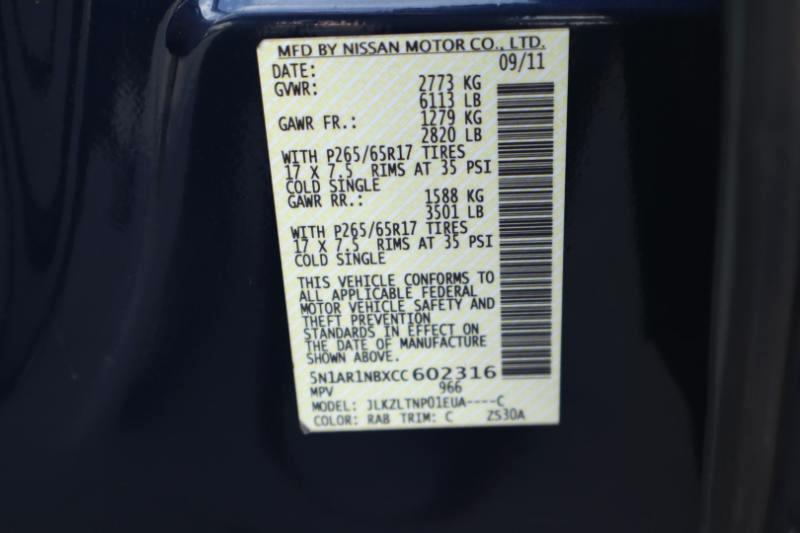 MFD BY NISSAN MOTOR CO., LTD.
DATE: 09/11
GVWR: 2773 KG
6113 LB
GAWR FR.: 1279 KG
2820 LB
WITH P265/65R17 TIRES
17 X 7.5 RIMS AT 35 PSI
COLD SINGLE
GAWR RR.: 1588 KG
3501 LB
WITH P265/65R17 TIRES
17 X 7.5 RIMS AT 35 PSI
COLD SINGLE
THIS VEHICLE CONFORMS TO
ALL APPLICABLE FEDERAL
MOTOR VEHICLE SAFETY AND
THEFT PREVENTION
STANDARDS IN EFFECT ON
THE DATE OF MANUFACTURE
SHOWN ABOVE.
5N1AR1NBXCC602316
MPV 966
MODEL: JLKZLTNP01EUA----C
COLOR: RAB TRIM: C ZS30A